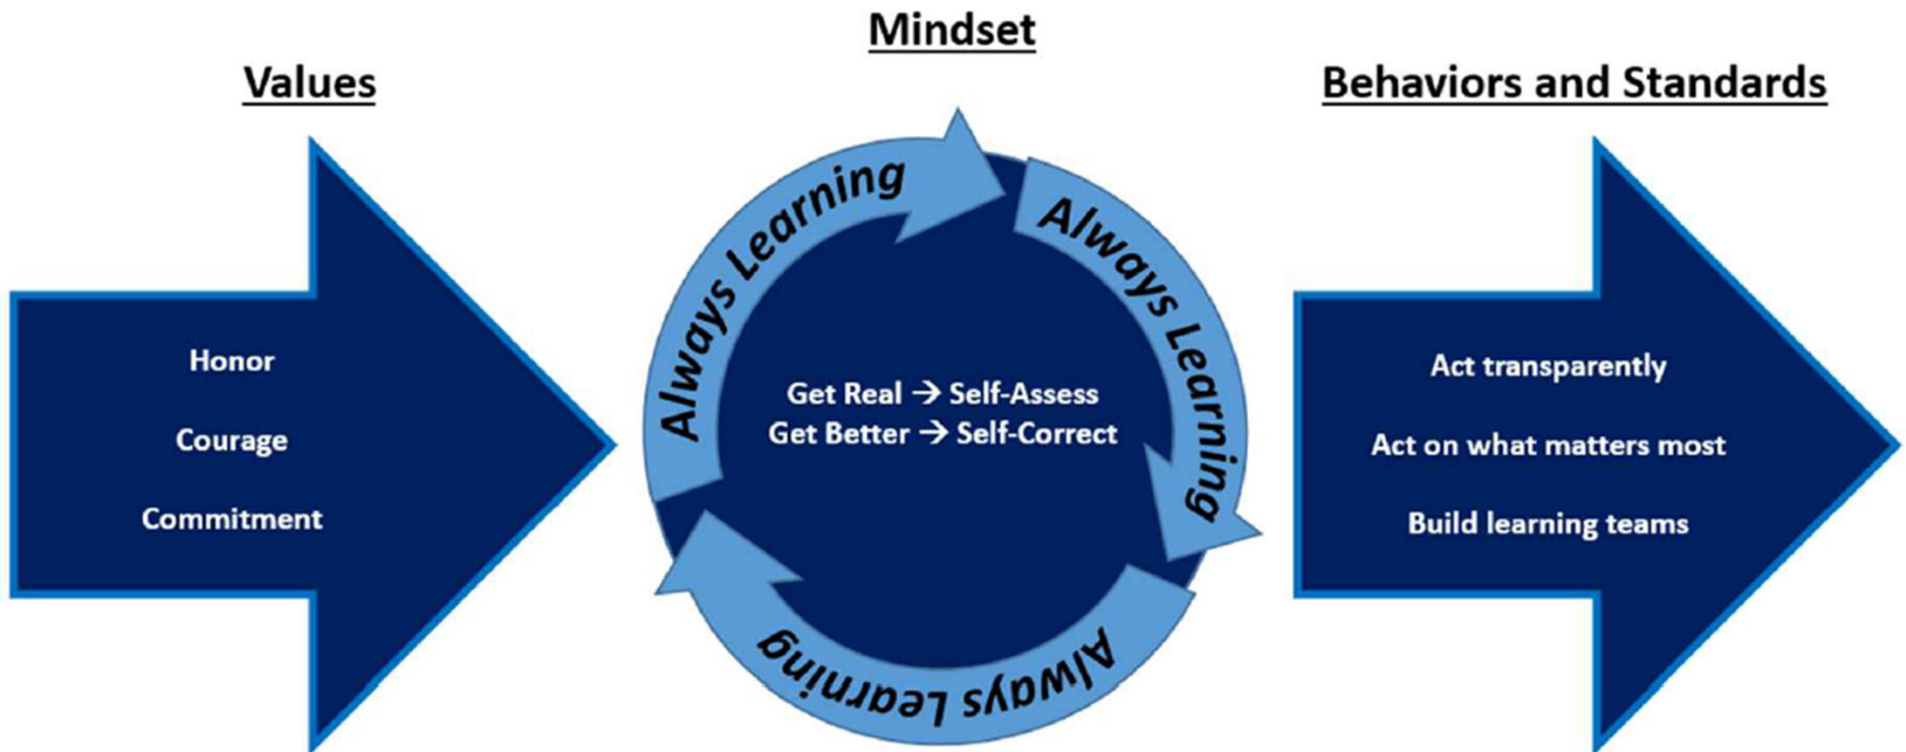 Values
Honor
Courage
Commitment
Mindset
Always Learning
Always Learning
Always Learning
Get Real → Self-Assess
Get Better → Self-Correct
Behaviors and Standards
Act transparently
Act on what matters most
Build learning teams